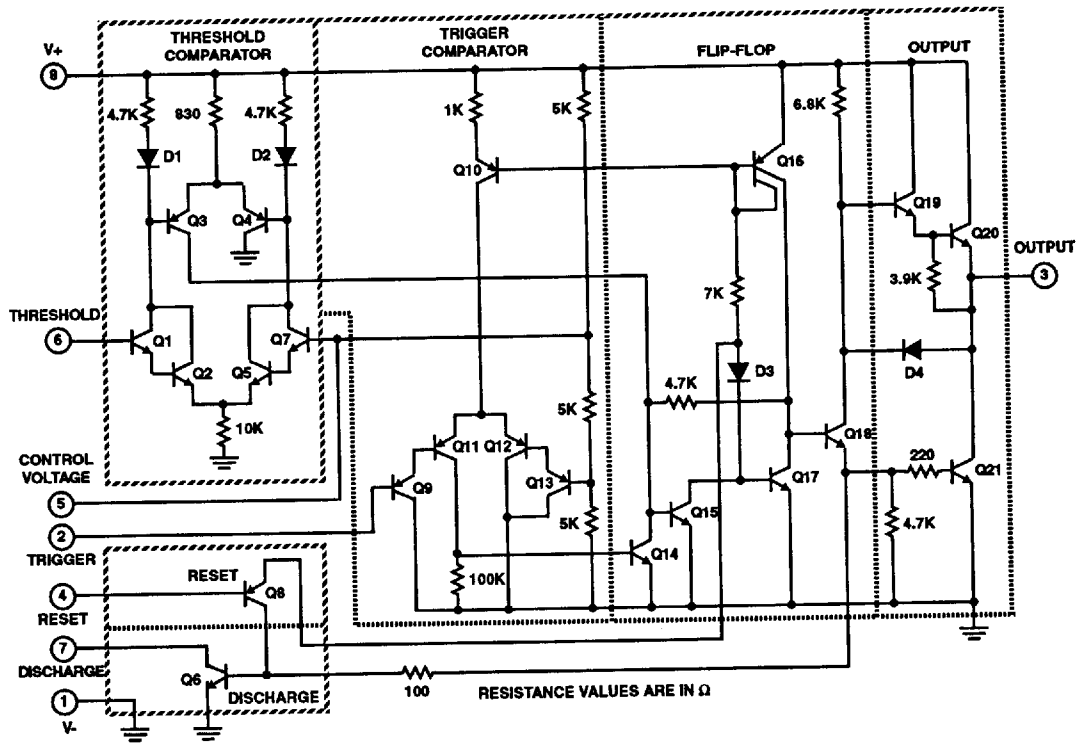 THRESHOLD
COMPARATOR
TRIGGER
COMPARATOR
FLIP-FLOP
OUTPUT
V+
8
4.7K
830
4.7K
1K
5K
6.8K
D1
D2
Q10
Q16
Q3
Q4
Q19
Q20
OUTPUT
3
3.9K
7K
THRESHOLD
6
Q1
Q7
Q2
Q5
D3
D4
4.7K
5K
10K
Q11
Q12
Q18
CONTROL
VOLTAGE
5
Q9
Q13
Q17
220
Q21
2
TRIGGER
5K
Q15
4.7K
Q14
RESET
100K
4
RESET
Q8
7
DISCHARGE
Q6
DISCHARGE
100
RESISTANCE VALUES ARE IN Ω
1
V-